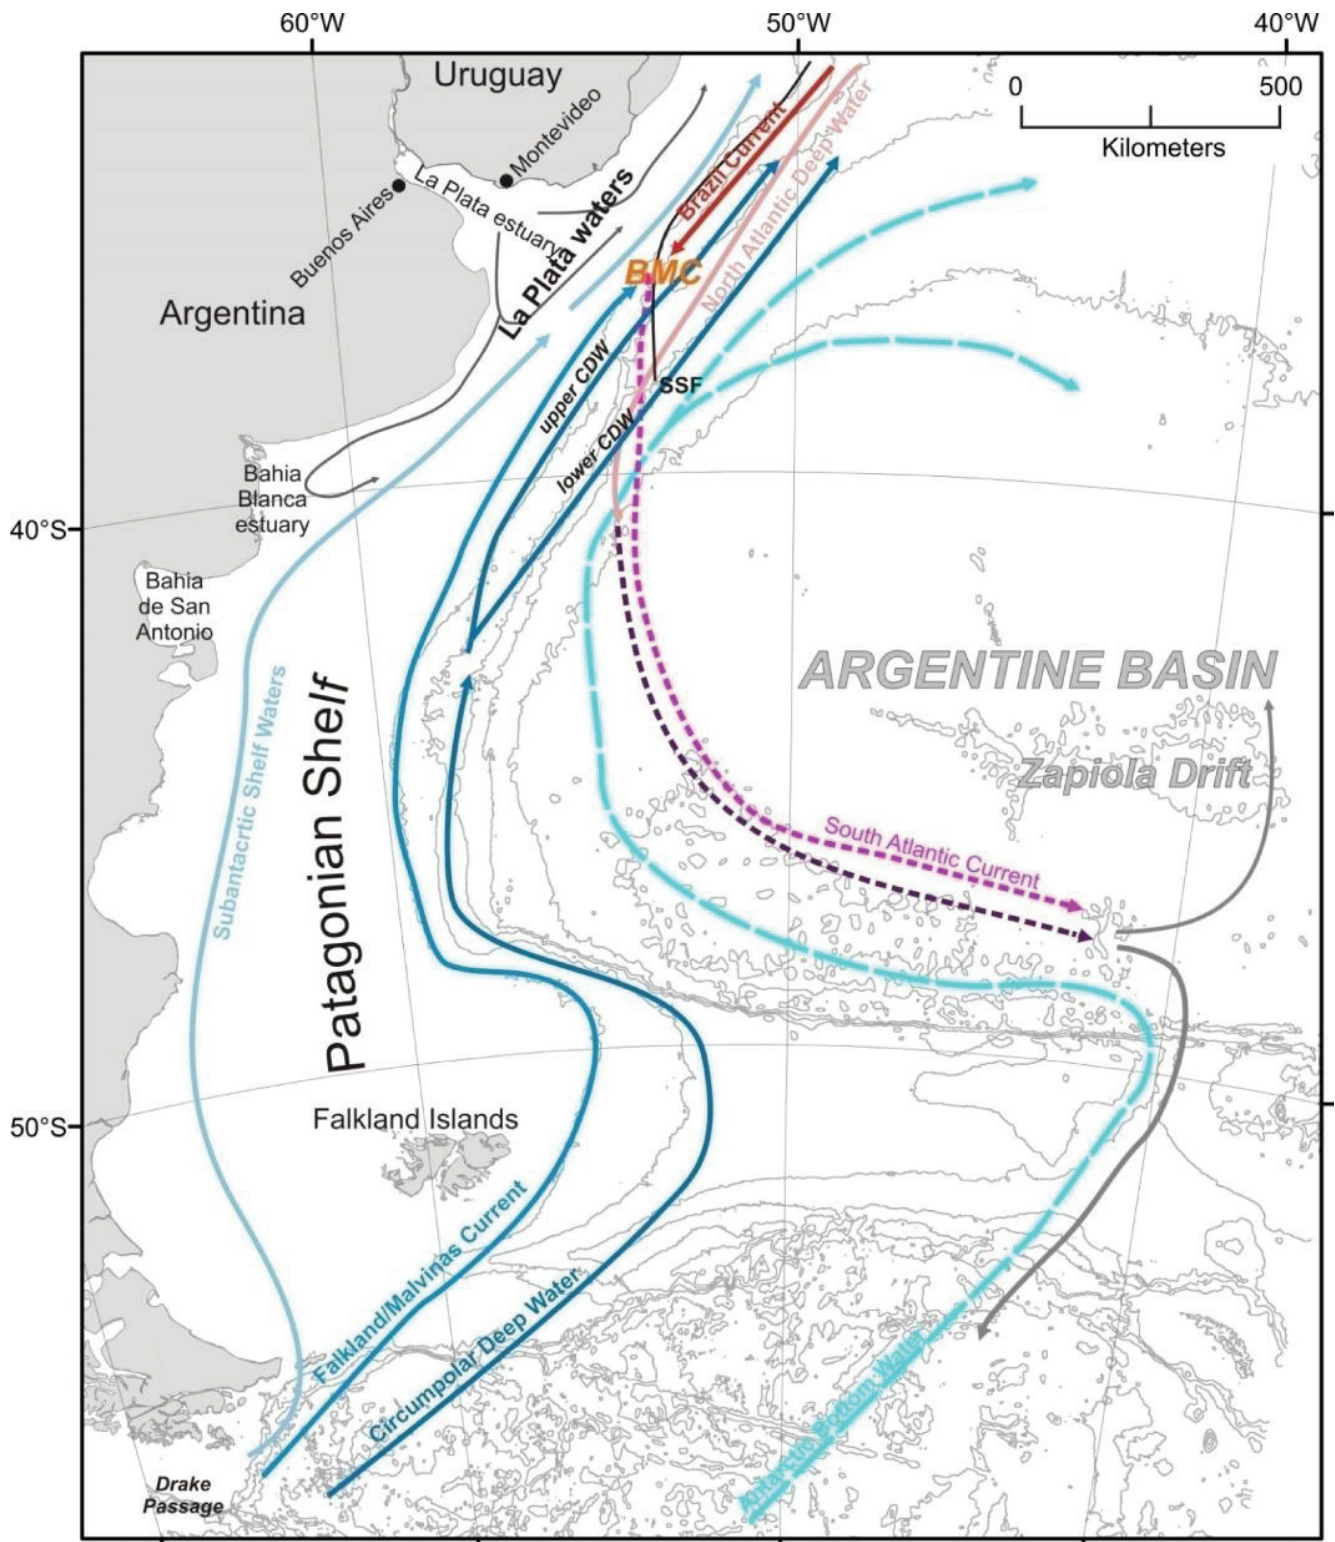 60°W
50°W
40°W
Uruguay
0
500
Kilometers
Montevideo
Brazil Current
North Atlantic Deep Water
La Plata estuary
La Plata waters
Buenos Aires
BMC
Argentina
SSF
upper CDW
lower CDW
Bahia
Blanca
estuary
40°S
Bahia
de San
Antonio
ARGENTINE BASIN
Zapiola Drift
Subantacrtic Shelf Waters
Patagonian Shelf
South Atlantic Current
50°S
Falkland Islands
Falkland/Malvinas Current
Circumpolar Deep Water
Antarctic Bottom Water
Drake
Passage